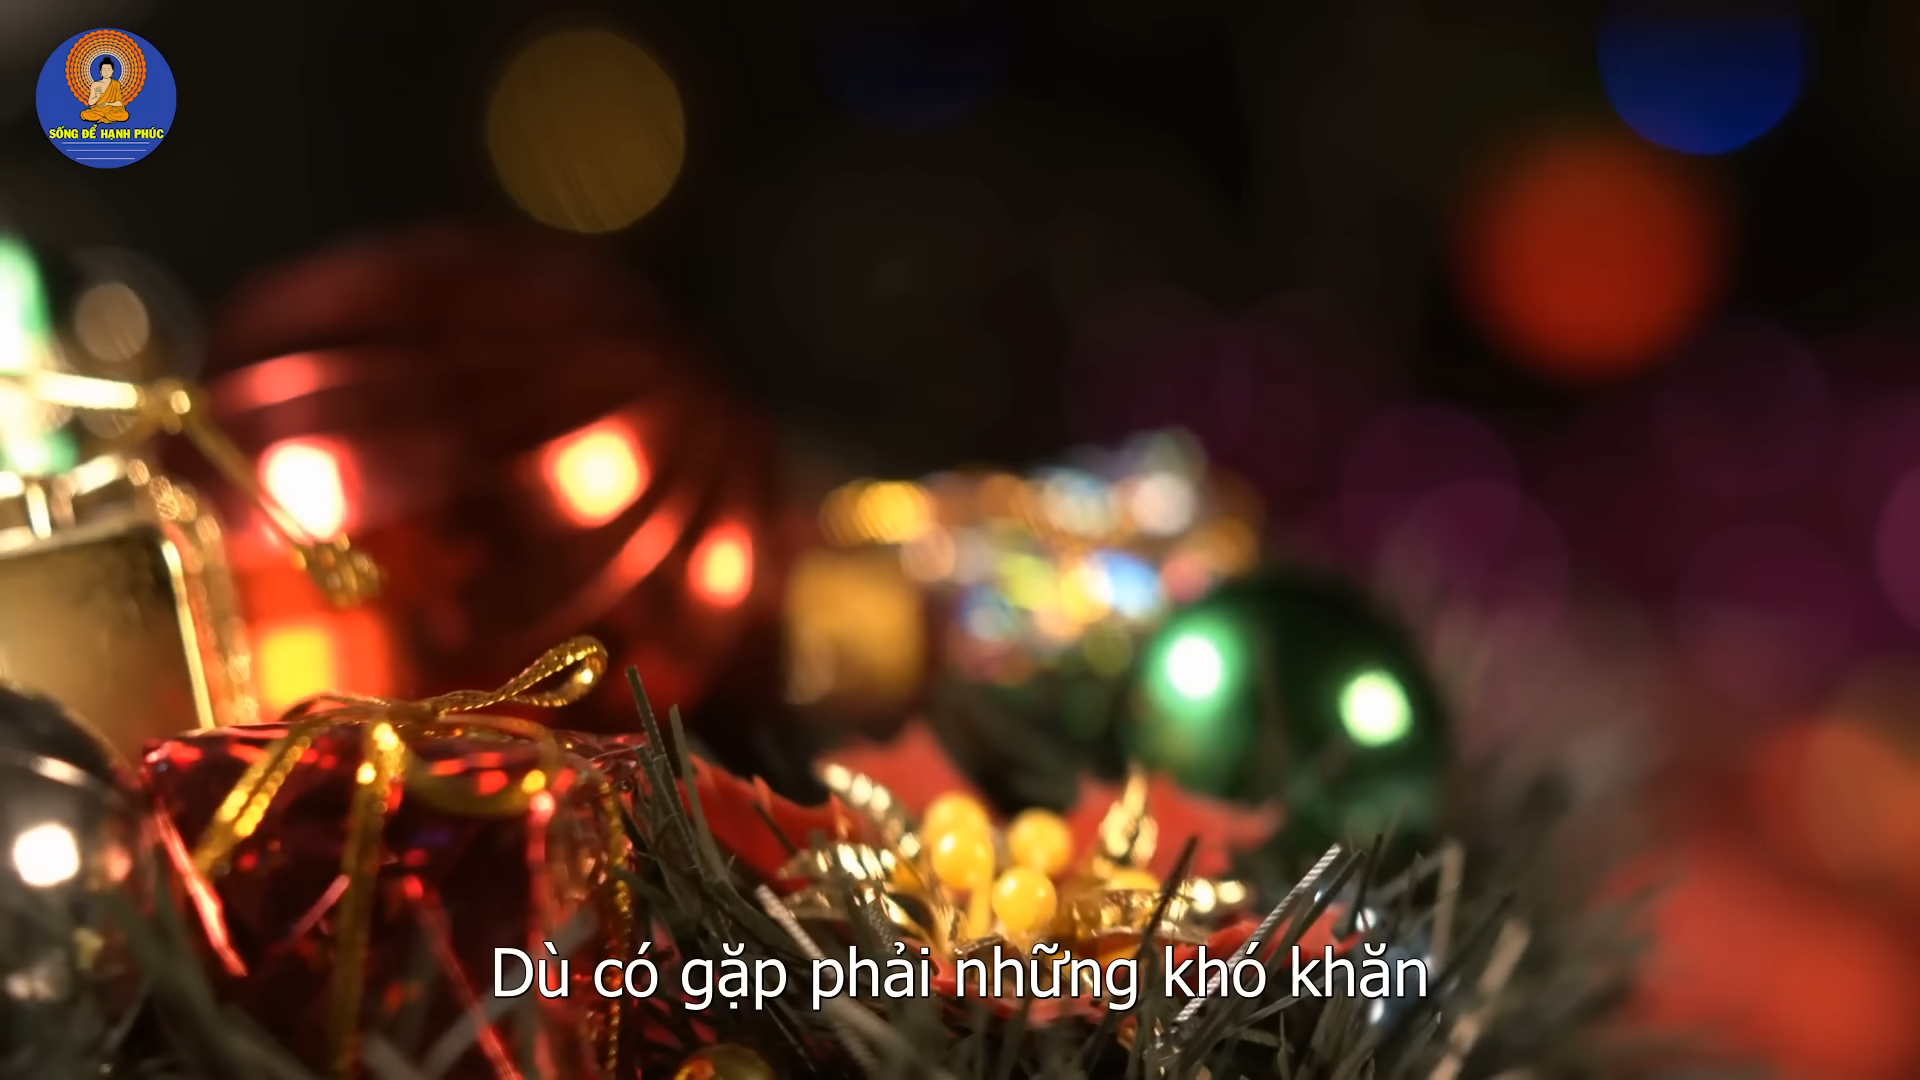 SỐNG ĐỂ HẠNH PHÚC
Dù có gặp phải những khó khăn